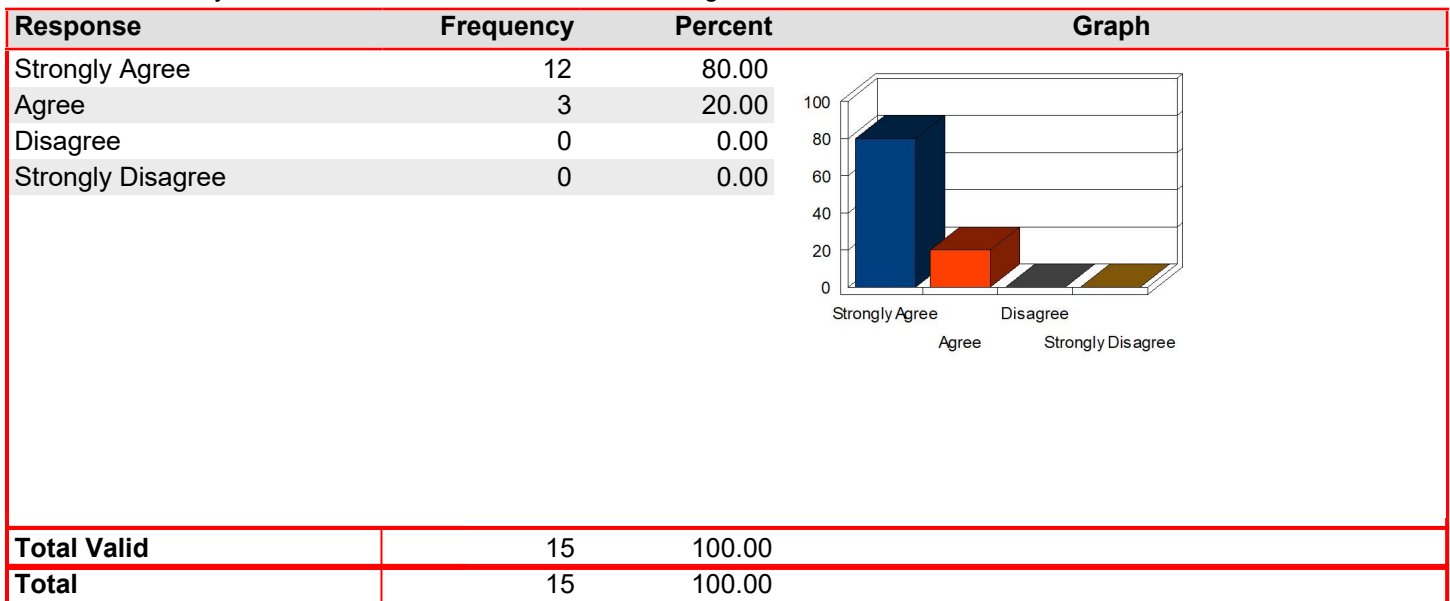 Response Frequency Percent Graph
Strongly Agree 12 80.00
Agree 3 20.00
Disagree 0 0.00
Strongly Disagree 0 0.00
100
80
60
40
20
0
Strongly Agree Disagree
Agree Strongly Disagree
Total Valid 15 100.00
Total 15 100.00